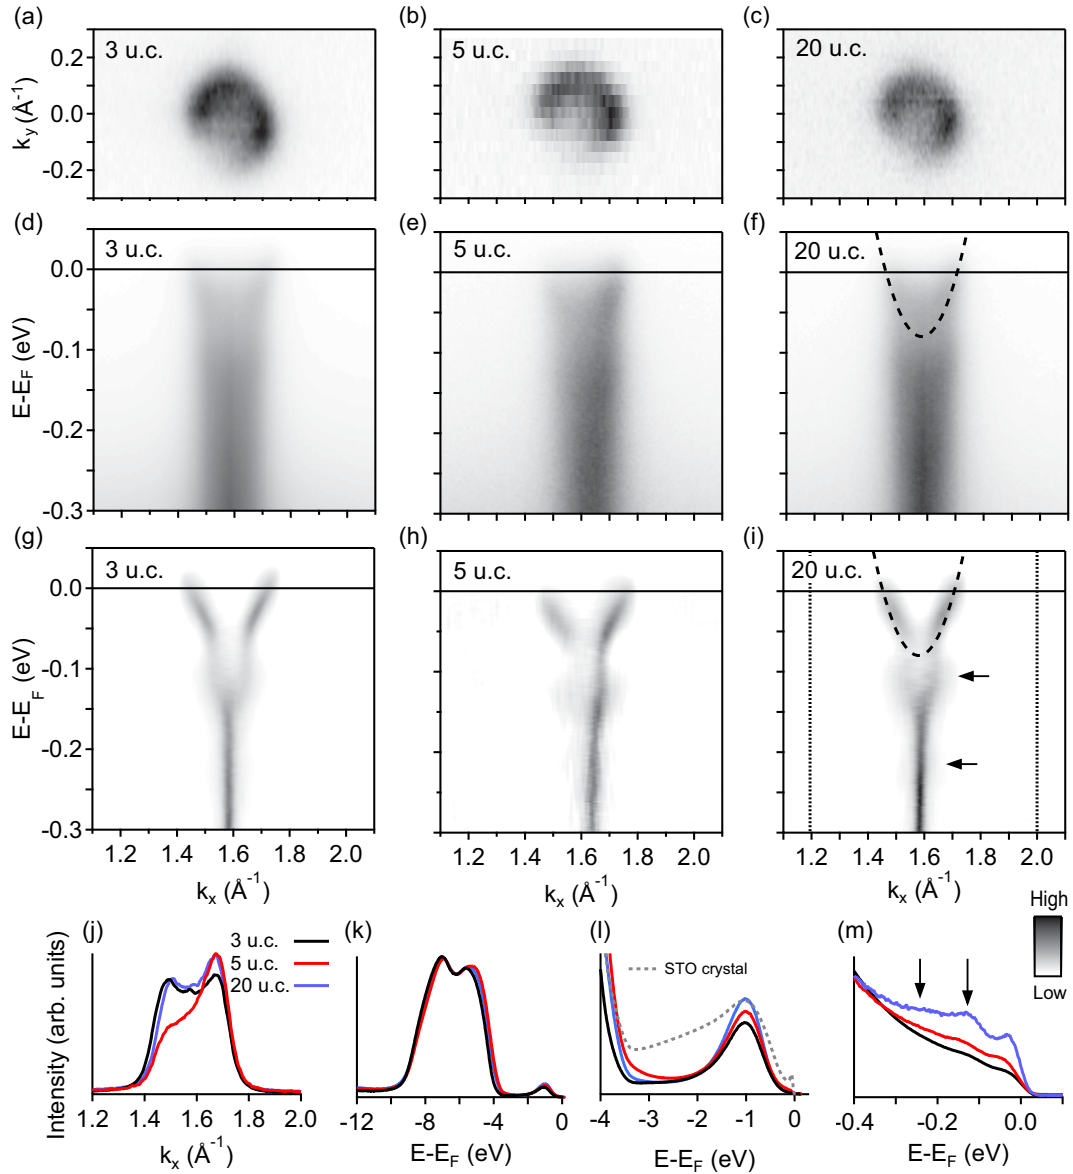 (a) (b) (c)
3 u.c. 5 u.c. 20 u.c.
0.2
0.0
-0.2
k_y (Å⁻¹)
(d) (e) (f)
3 u.c. 5 u.c. 20 u.c.
0.0
-0.1
-0.2
-0.3
E-E_F (eV)
(g) (h) (i)
3 u.c. 5 u.c. 20 u.c.
0.0
-0.1
-0.2
-0.3
E-E_F (eV)
1.2 1.4 1.6 1.8 2.0 1.2 1.4 1.6 1.8 2.0 1.2 1.4 1.6 1.8 2.0
k_x (Å⁻¹) k_x (Å⁻¹) k_x (Å⁻¹)
High
Low
(j) (k) (l) (m)
3 u.c.
5 u.c.
20 u.c.
STO crystal
Intensity (arb. units)
1.2 1.4 1.6 1.8 2.0 -12 -8 -4 0 -4 -3 -2 -1 0 -0.4 -0.2 0.0
k_x (Å⁻¹) E-E_F (eV) E-E_F (eV) E-E_F (eV)